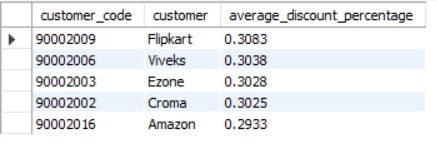 customer_code customer average_discount_percentage
90002009 Flipkart 0.3083
90002006 Viveks 0.3038
90002003 Ezone 0.3028
90002002 Croma 0.3025
90002016 Amazon 0.2933